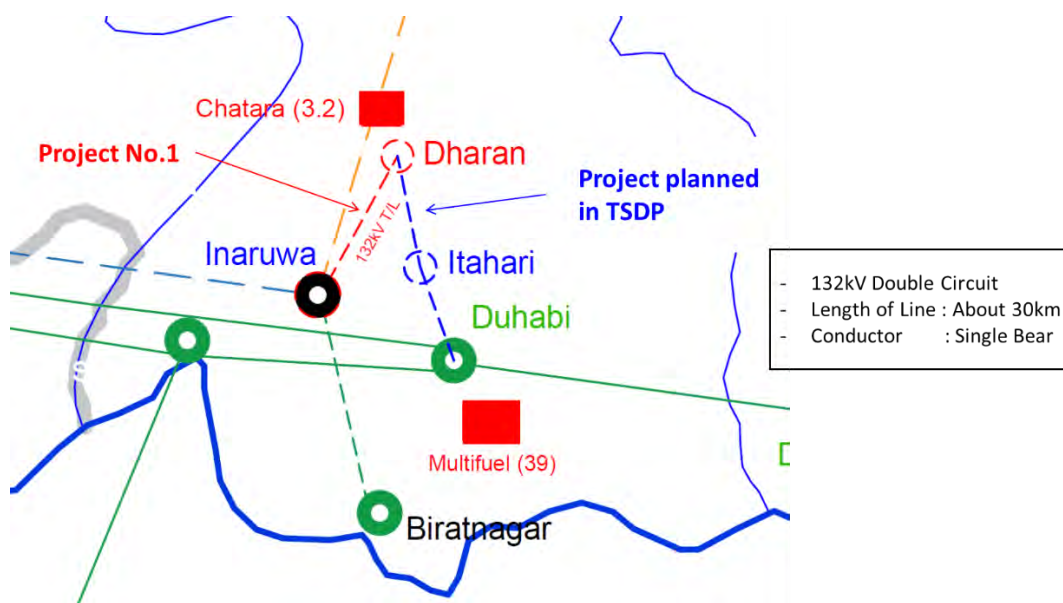 Chatara (3.2)
Project No.1
Dharan
Project planned
in TSDP
132kV T/L
Inaruwa
Itahari
- 132kV Double Circuit
- Length of Line : About 30km
- Conductor : Single Bear
Duhabi
S
Multifuel (39)
D
Biratnagar